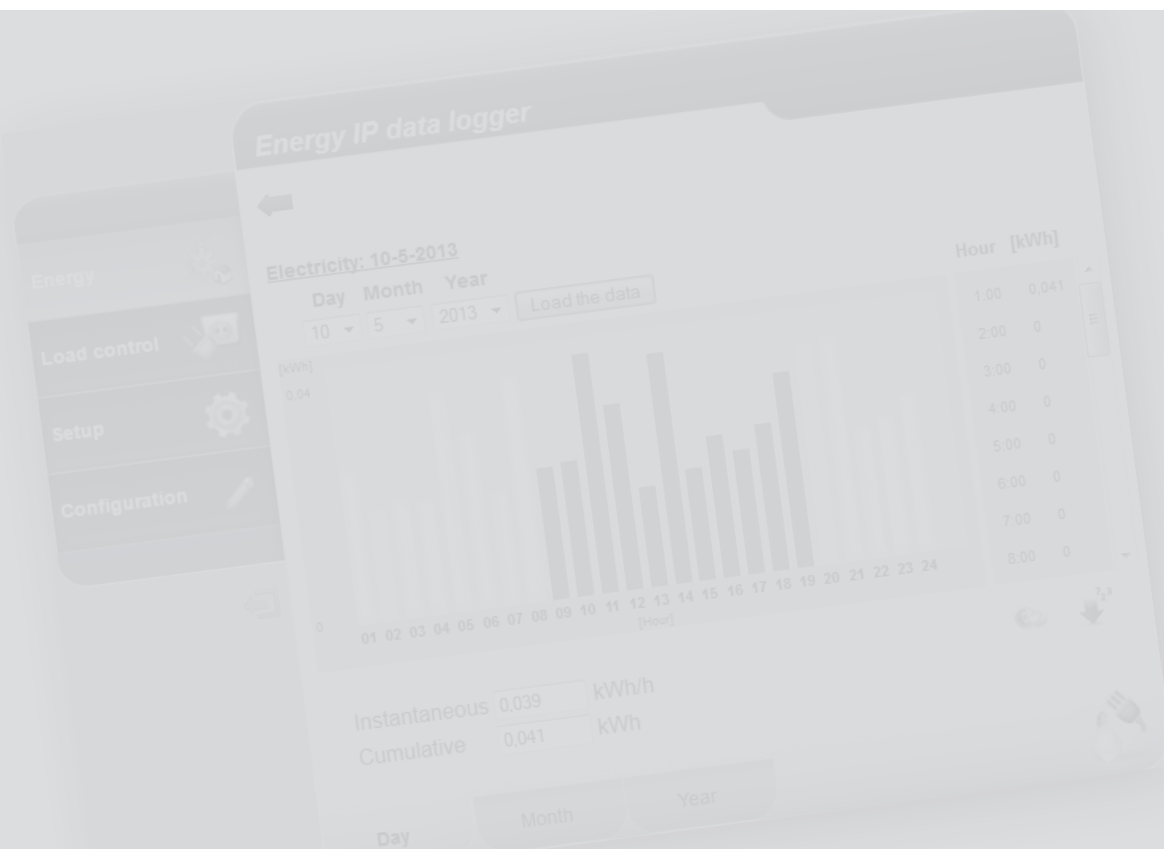 Energy IP data logger
Energy
Load control
Setup
Configuration
Electricity: 10-5-2013
Day Month Year
10 5 2013 Load the data
[kWh]
0,04
0
01 02 03 04 05 06 07 08 09 10 11 12 13 14 15 16 17 18 19 20 21 22 23 24
[Hour]
Hour [kWh]
1:00 0,041
2:00 0
3:00 0
4:00 0
5:00 0
6:00 0
7:00 0
8:00 0
Instantaneous 0,039 kWh/h
Cumulative 0,041 kWh
Day Month Year